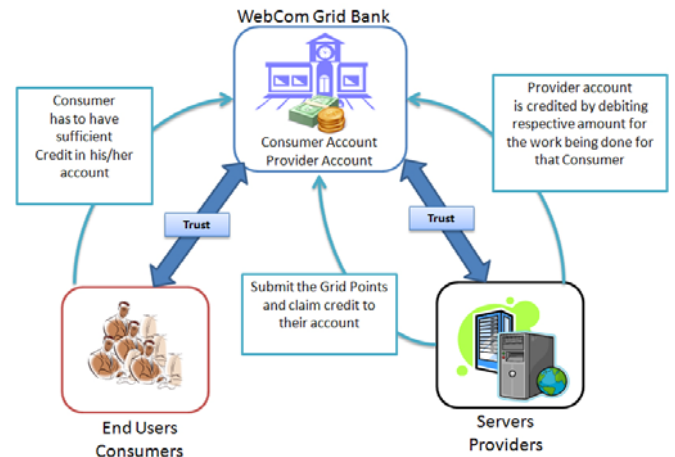 WebCom Grid Bank
Consumer
has to have
sufficient
Credit in his/her
account
Consumer Account
Provider Account
Provider account
is credited by debiting
respective amount for
the work being done for
that Consumer
Trust
Trust
Submit the Grid Points
and claim credit to
their account
End Users
Consumers
Servers
Providers